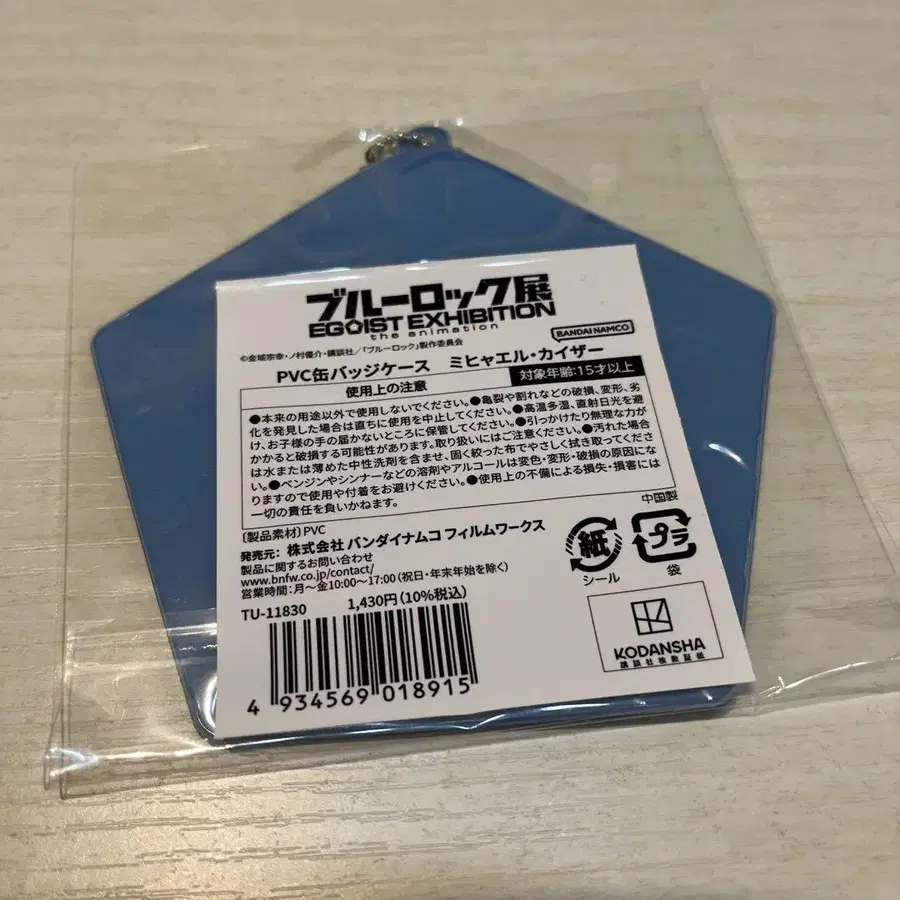 ブルーロック展
EGOIST EXHIBITION
the animation
BANDAI NAMCO
©金城宗幸・ノ村優介・講談社／「ブルーロック」製作委員会
PVC缶バッジケース ミヒャエル・カイザー
使用上の注意
対象年齢:15才以上
●本来の用途以外で使用しないでください。●亀裂や割れなどの破損、変形、劣
化を発見した場合は直ちに使用を中止してください。●高温多湿、直射日光を避
け、お子様の手の届かないところに保管してください。●引っかけたり無理な力が
かかると破損する可能性があります。取り扱いにはご注意ください。●汚れた場合
は水または薄めた中性洗剤を含ませ、固く絞った布でやさしく拭き取ってくださ
い。●ベンジンやシンナーなどの溶剤やアルコールは変色・変形・破損の原因にな
りますので使用や付着をお避けください。●使用上の不備による損失・損害には
一切の責任を負いかねます。
中国製
〔製品素材〕PVC
発売元: 株式会社 バンダイナムコ フィルムワークス
製品に関するお問い合わせ
www.bnfw.co.jp/contact/
営業時間:月～金10:00～17:00（祝日・年末年始を除く）
紙
シール
プラ
袋
TU-11830 1,430円（10%税込）
4 934569 018915
KODANSHA
講談社検数証紙